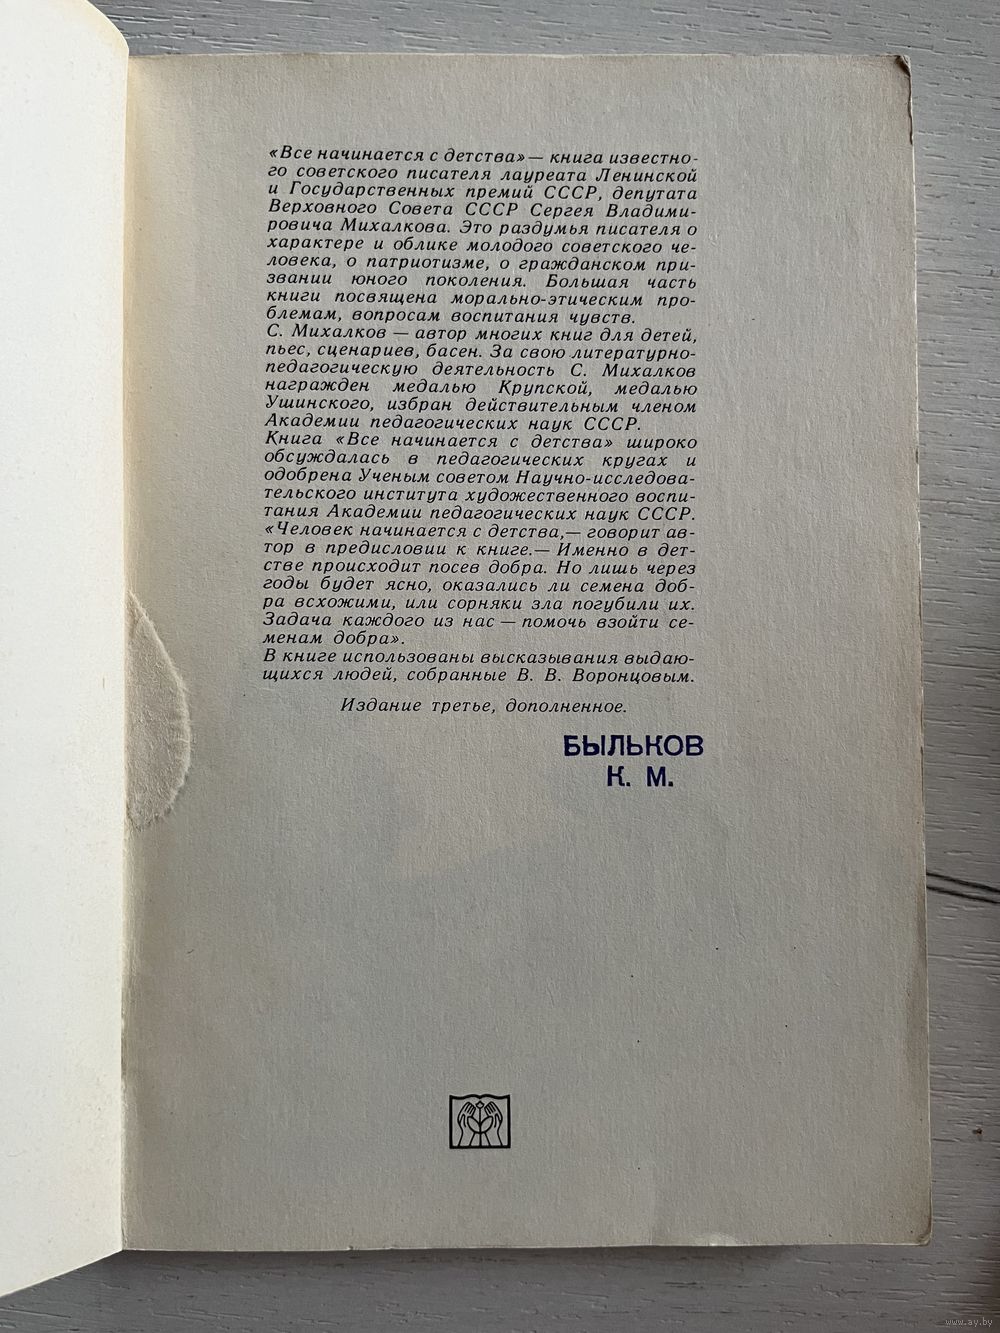 «Все начинается с детства» — книга известно-
го советского писателя лауреата Ленинской
и Государственных премий СССР, депутата
Верховного Совета СССР Сергея Владими-
ровича Михалкова. Это раздумья писателя о
характере и облике молодого советского че-
ловека, о патриотизме, о гражданском при-
звании юного поколения. Большая часть
книги посвящена морально-этическим про-
блемам, вопросам воспитания чувств.
С. Михалков — автор многих книг для детей,
пьес, сценариев, басен. За свою литературно-
педагогическую деятельность С. Михалков
награжден медалью Крупской, медалью
Ушинского, избран действительным членом
Академии педагогических наук СССР.
Книга «Все начинается с детства» широко
обсуждалась в педагогических кругах и
одобрена Ученым советом Научно-исследова-
тельского института художественного воспи-
тания Академии педагогических наук СССР.
«Человек начинается с детства,— говорит ав-
тор в предисловии к книге.— Именно в дет-
стве происходит посев добра. Но лишь через
годы будет ясно, оказались ли семена доб-
ра всхожими, или сорняки зла погубили их.
Задача каждого из нас — помочь взойти се-
менам добра».
В книге использованы высказывания выдаю-
щихся людей, собранные В. В. Воронцовым.
Издание третье, дополненное.
БЫЛЬКОВ
К. М.
www.ay.by